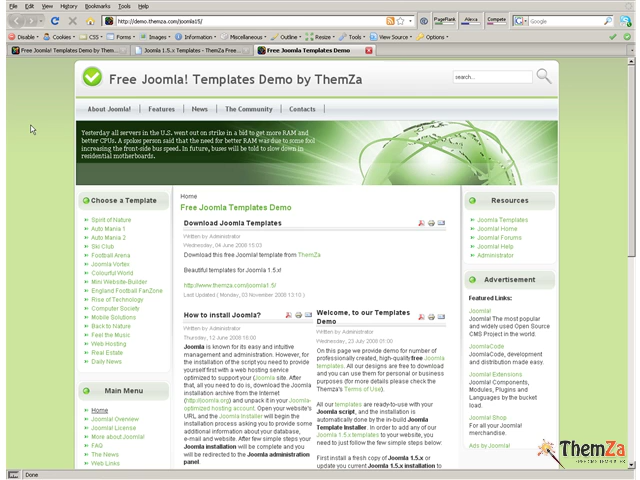 File Edit View History Bookmarks Tools Help
http://demo.themza.com/joomla15/
PageRank Alexa Compete Google
Disable Cookies CSS Forms Images Information Miscellaneous Outline Resize Tools View Source Options
Free Joomla! Templates Demo by Them... Joomla 1.5.x Templates - ThemZa Free ... Free Joomla Templates Demo
Free Joomla! Templates Demo by ThemZa
search...
About Joomla! Features News The Community Contacts
Yesterday all servers in the U.S. went out on strike in a bid to get more RAM and
better CPUs. A spokes person said that the need for better RAM was due to some fool
increasing the front-side bus speed. In future, buses will be told to slow down in
residential motherboards.
Choose a Template
Spirit of Nature
Auto Mania 1
Auto Mania 2
Ski Club
Football Arena
Joomla Vortex
Colourful World
Mini Website-Builder
England Football FanZone
Rise of Technology
Computer Society
Mobile Solutions
Back to Nature
Feel the Music
Web Hosting
Real Estate
Daily News
Main Menu
Home
Joomla! Overview
Joomla! License
More about Joomla!
FAQ
The News
Web Links
Home
Free Joomla Templates Demo
Download Joomla Templates
Written by Administrator
Wednesday, 04 June 2008 15:03
Download this free Joomla! template from ThemZa
Beautiful templates for Joomla 1.5.x!
http://www.themza.com/joomla1.5/
Last Updated ( Monday, 03 November 2008 13:10 )
How to install Joomla?
Written by Administrator
Thursday, 12 June 2008 16:00
Joomla is known for its easy and intuitive
management and administration. However, for
the installation of the script you need to provide
yourself first with a web hosting service
optimized to support your (Joomla site. After
that, all you need to do, is download the Joomla
installation archive from the Internet
(http://joomla.org) and unpack it in your Joomla-
optimized hosting account. Open your website's
URL and the Joomla Installer will begin the
installation process asking you to provide some
additional information about your database,
e-mail and website. After few simple steps your
Joomla installation will be complete and you
will be redirected to the Joomla administration
panel.
Welcome, to our Templates
Demo
Written by Administrator
Wednesday, 23 July 2008 01:00
On this page we provide demo for number of
professionally created, high-quality free Joomla
templates. All our designs are free to download
and you can use them for personal or business
purposes (for more details please check the
ThemZa's Terms of Use).
All our templates are ready-to-use with your
Joomla script, and the installation is
automatically done by the in-build Joomla
Template Installer. In order to add any of our
Joomla 1.5.x templates to your website, you
need to just follow the simple steps below:
First install a fresh copy of Joomla 1.5.x or
update you current Joomla 1.5.x installation to
Resources
Joomla Templates
Joomla! Home
Joomla! Forums
Joomla! Help
Administrator
Advertisement
Featured Links:
Joomla!
Joomla! The most popular
and widely used Open Source
CMS Project in the world.
JoomlaCode
JoomlaCode, development
and distribution made easy.
Joomla! Extensions
Joomla! Components,
Modules, Plugins and
Languages by the bucket
load.
Joomla! Shop
For all your Joomla!
merchandise.
Ads by Joomla!
ThemZa
Done